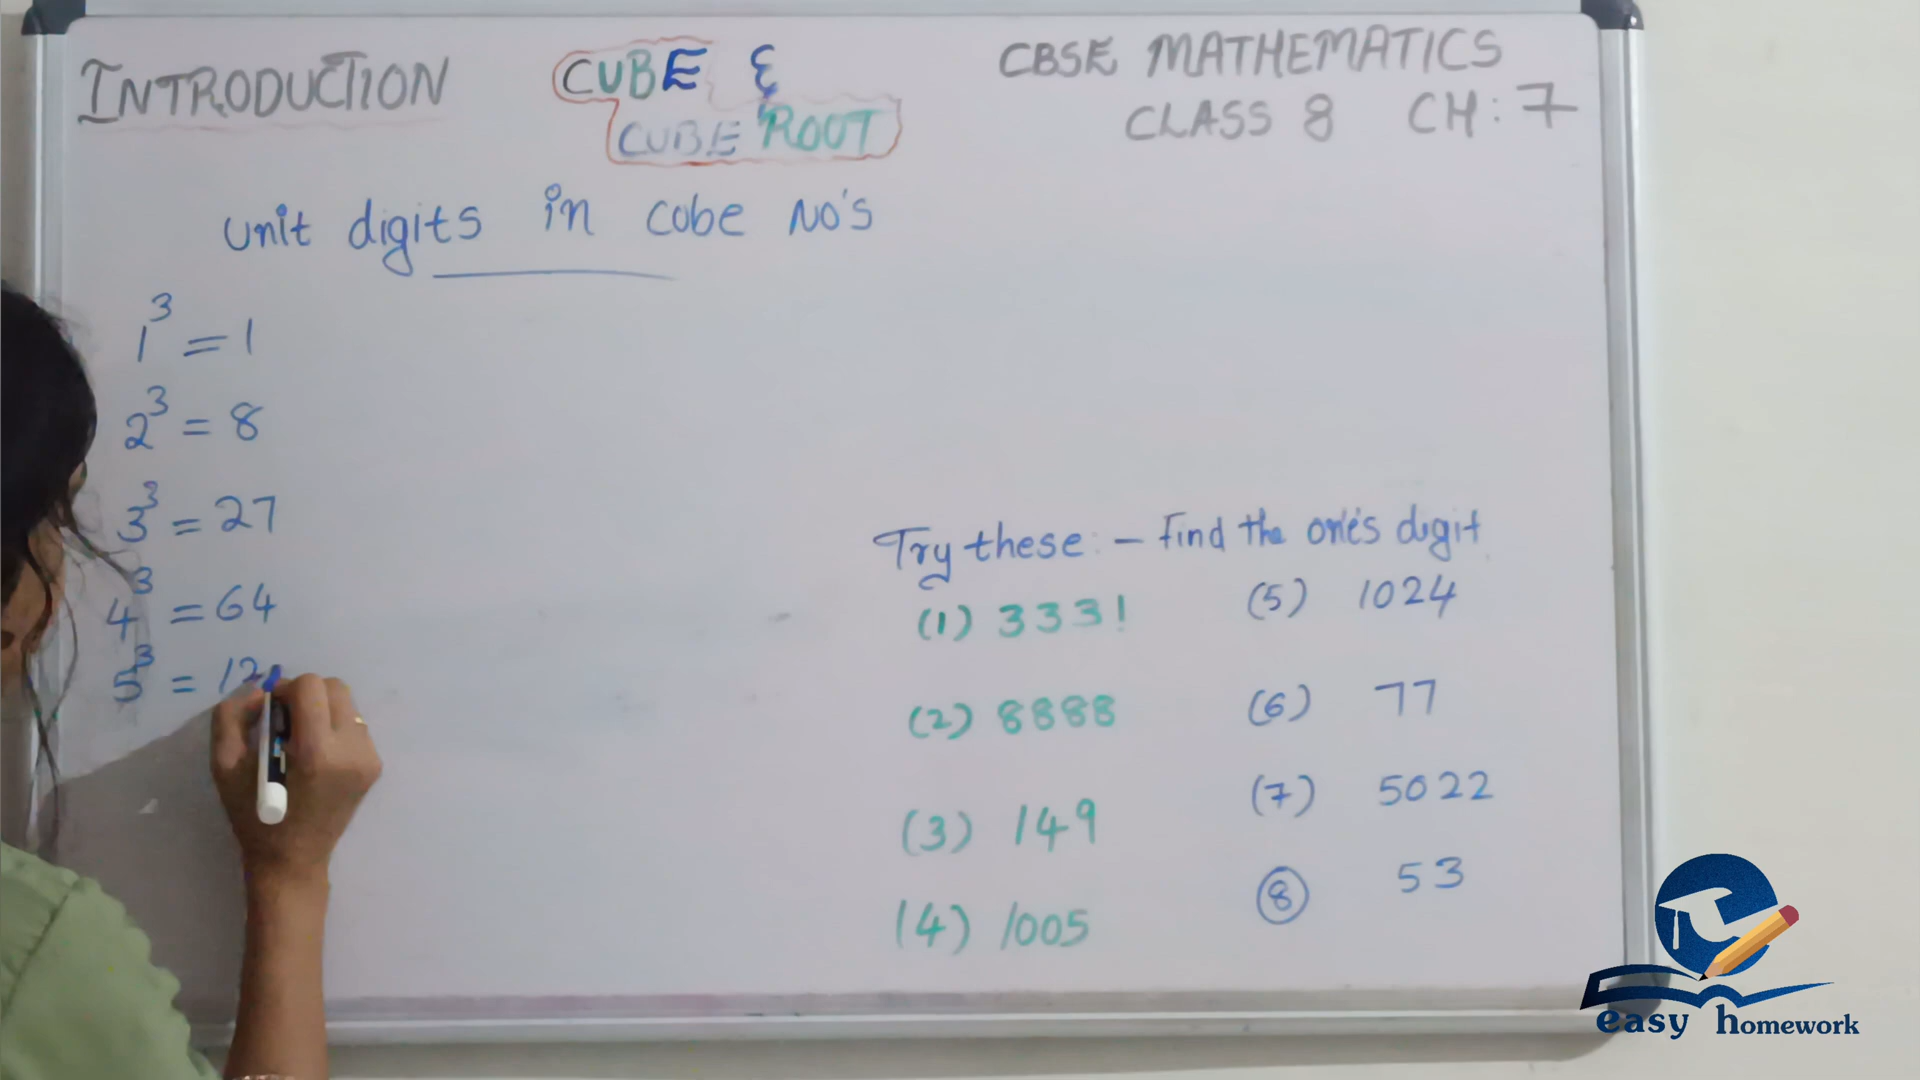 INTRODUCTION
CUBE &
CUBE ROOT
CBSE MATHEMATICS
CLASS 8 CH: 7
unit digits in cube NO'S
1³ = 1
2³ = 8
3³ = 27
4³ = 64
5³ = 12
Try these: - Find the one's digit
(1) 3331
(2) 8888
(3) 149
(4) 1005
(5) 1024
(6) 77
(7) 5022
(8) 53
easy homework